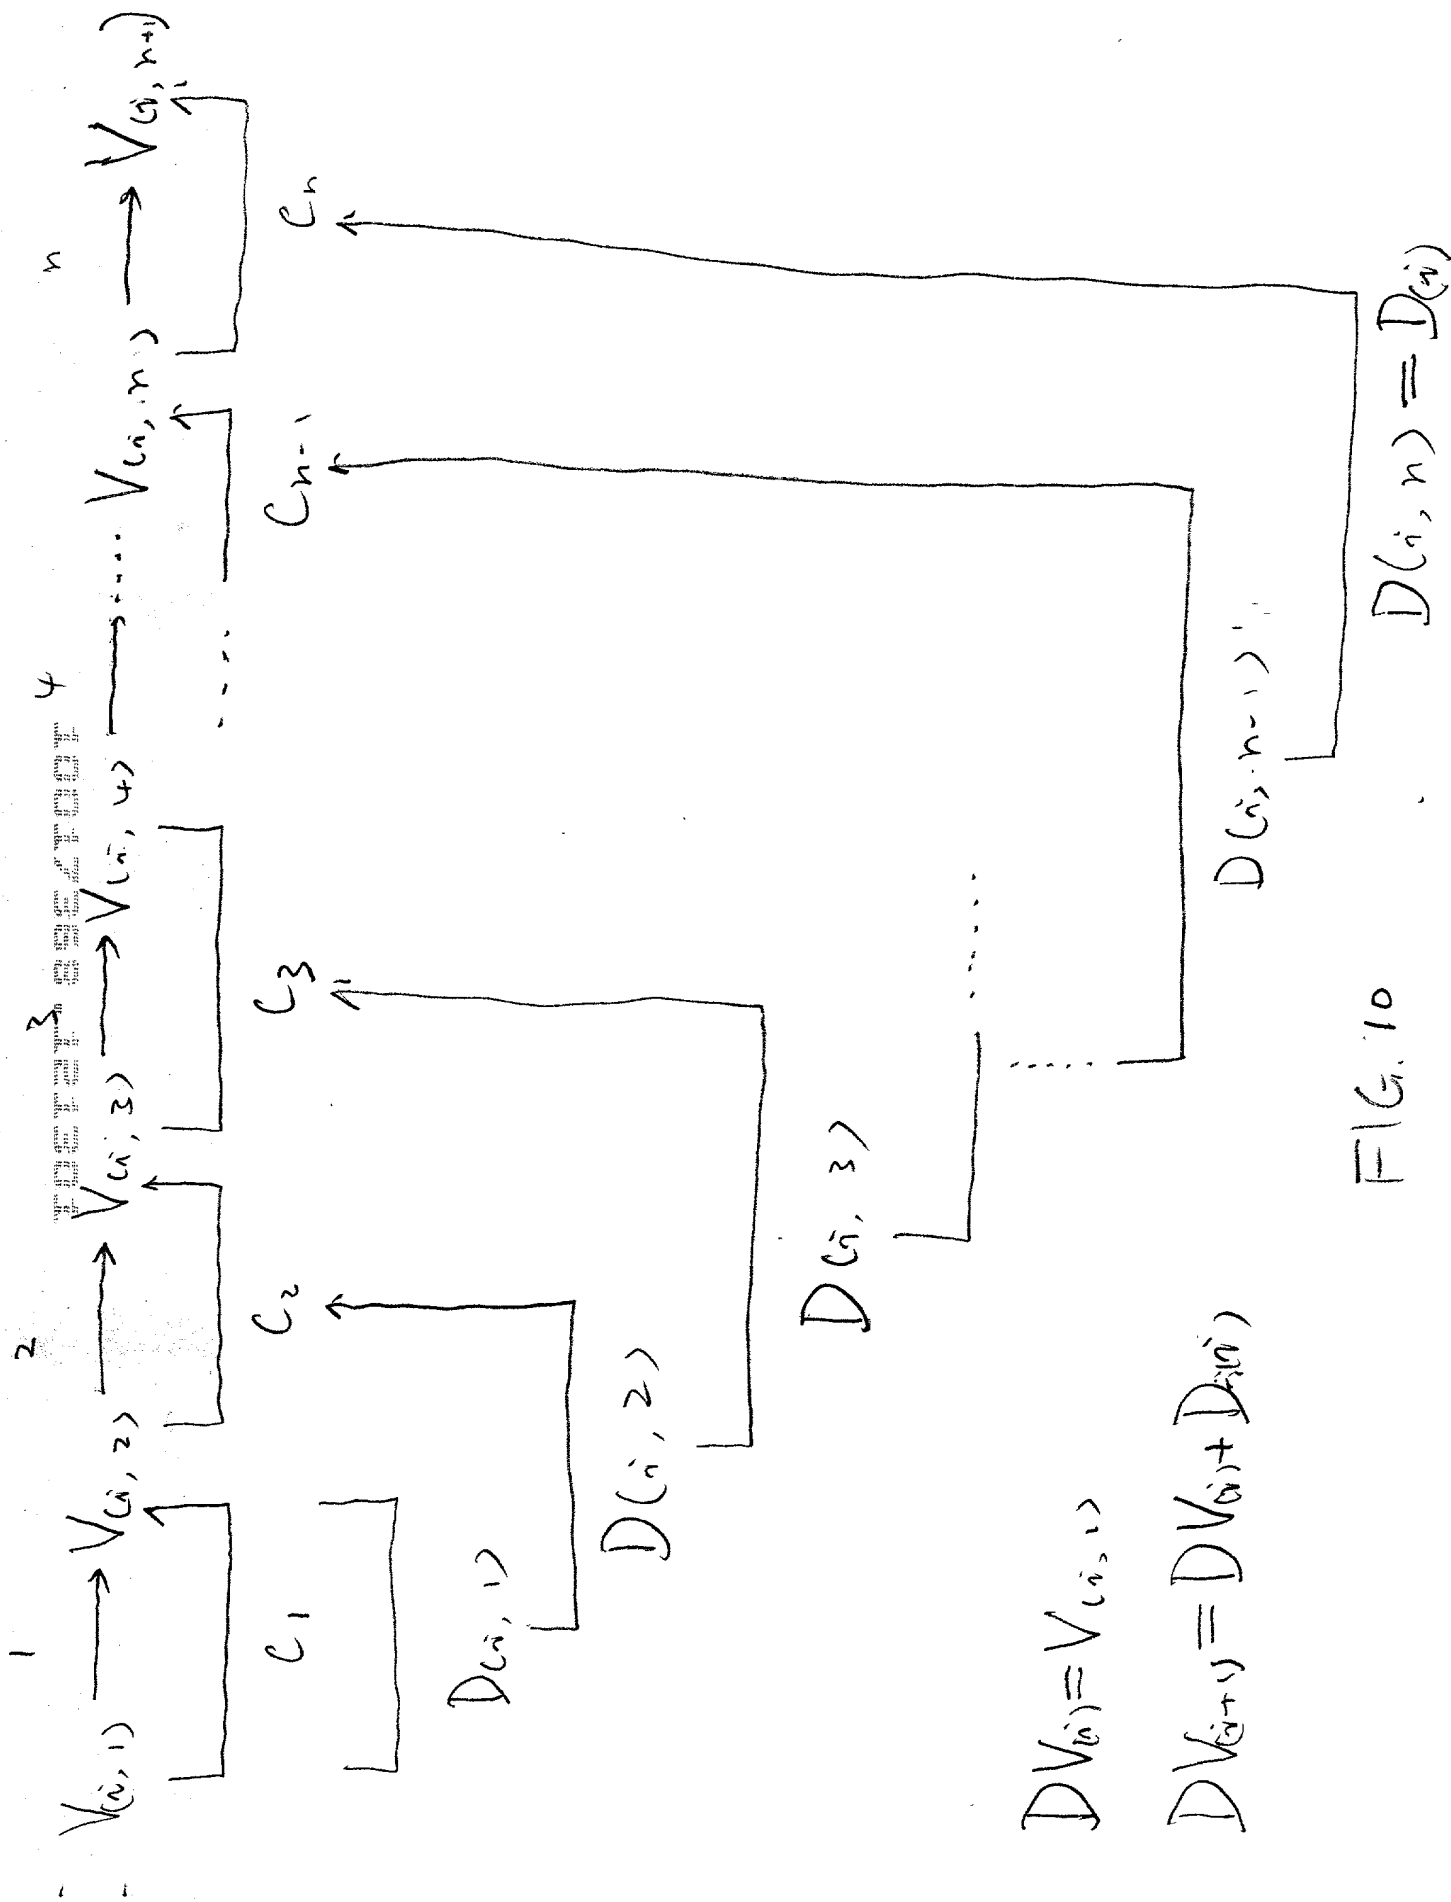 1 2 3 4 n
V(i,1) → V(i,2) → V(i,3) → V(i,4) → ..... V(i,n) → V(i,n+1)
C1 C2 C3 .... Cn-1 Cn
D(i,1)
D(i,2)
D(i,3)
D(i,n-1)
D(i,n) = D(i)
DV(i) = V(i,1)
DV(i+1) = DV(i) + D(i)
FIG. 10